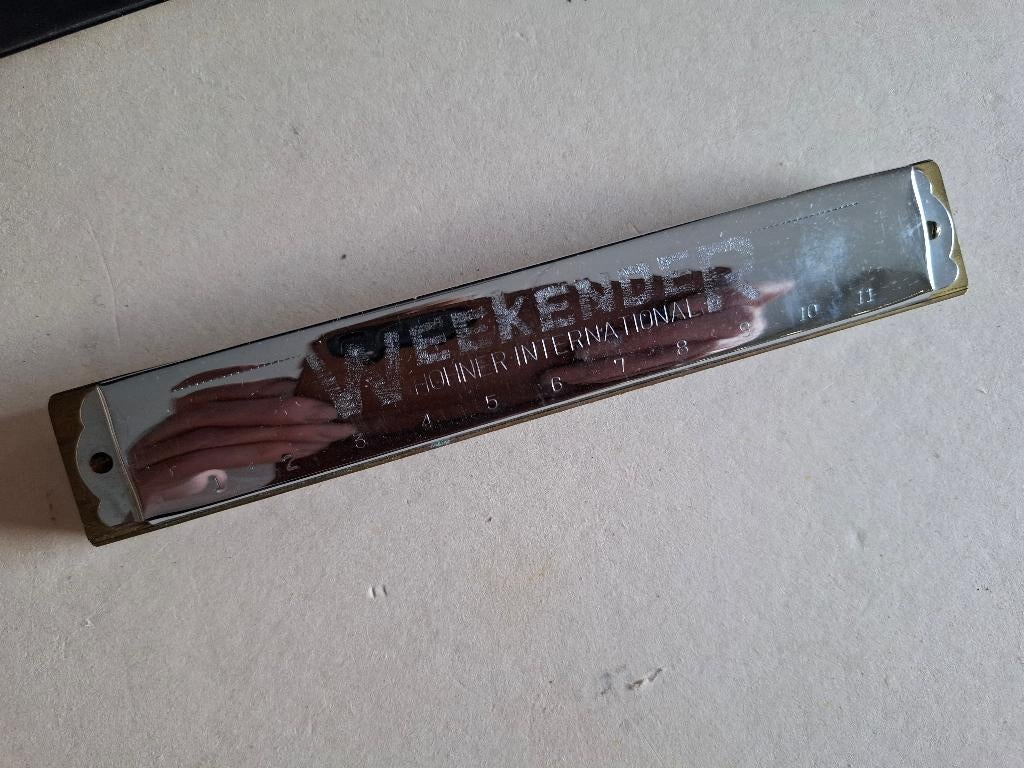 WEEKENDER
HOHNER-INTERNATIONAL
1 2 3 4 5 6 7 8 9 10 11